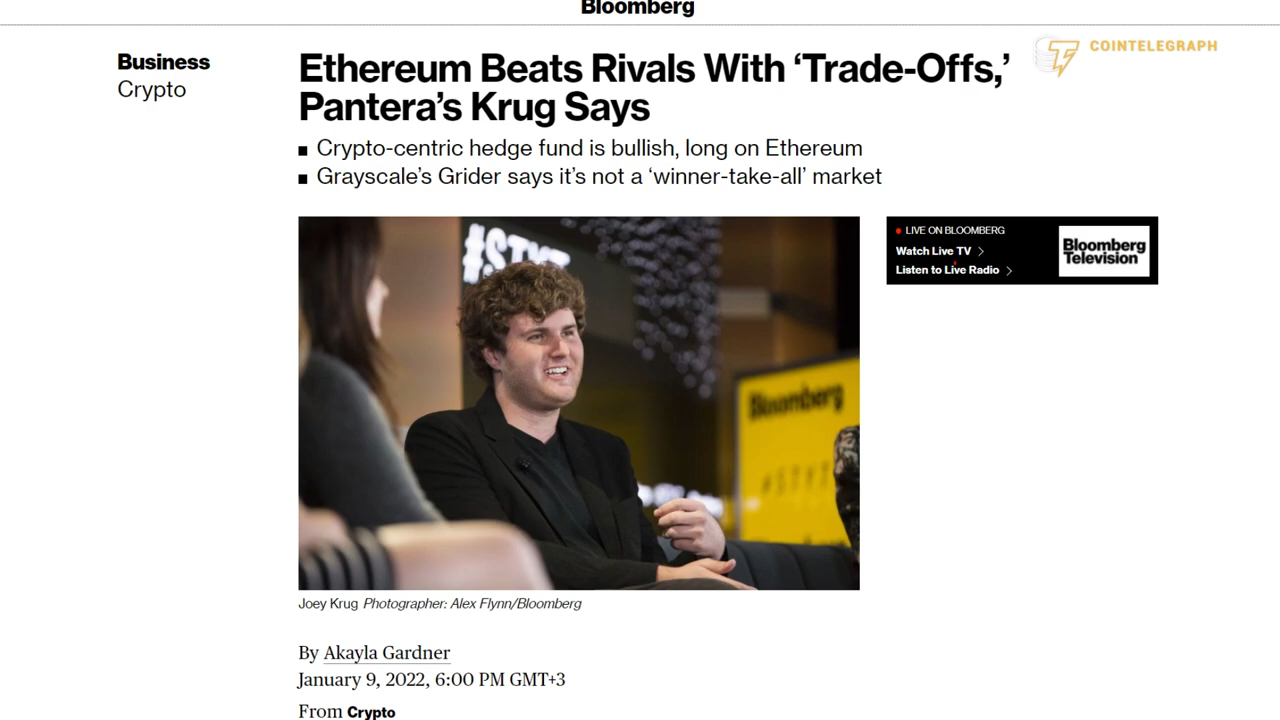 Bloomberg
Business
Crypto
Ethereum Beats Rivals With ‘Trade-Offs,’
Pantera’s Krug Says
COINTELEGRAPH
■ Crypto-centric hedge fund is bullish, long on Ethereum
■ Grayscale’s Grider says it’s not a ‘winner-take-all’ market
LIVE ON BLOOMBERG
Watch Live TV >
Listen to Live Radio >
Bloomberg
Television
Bloomberg
Joey Krug Photographer: Alex Flynn/Bloomberg
By Akayla Gardner
January 9, 2022, 6:00 PM GMT+3
From Crypto